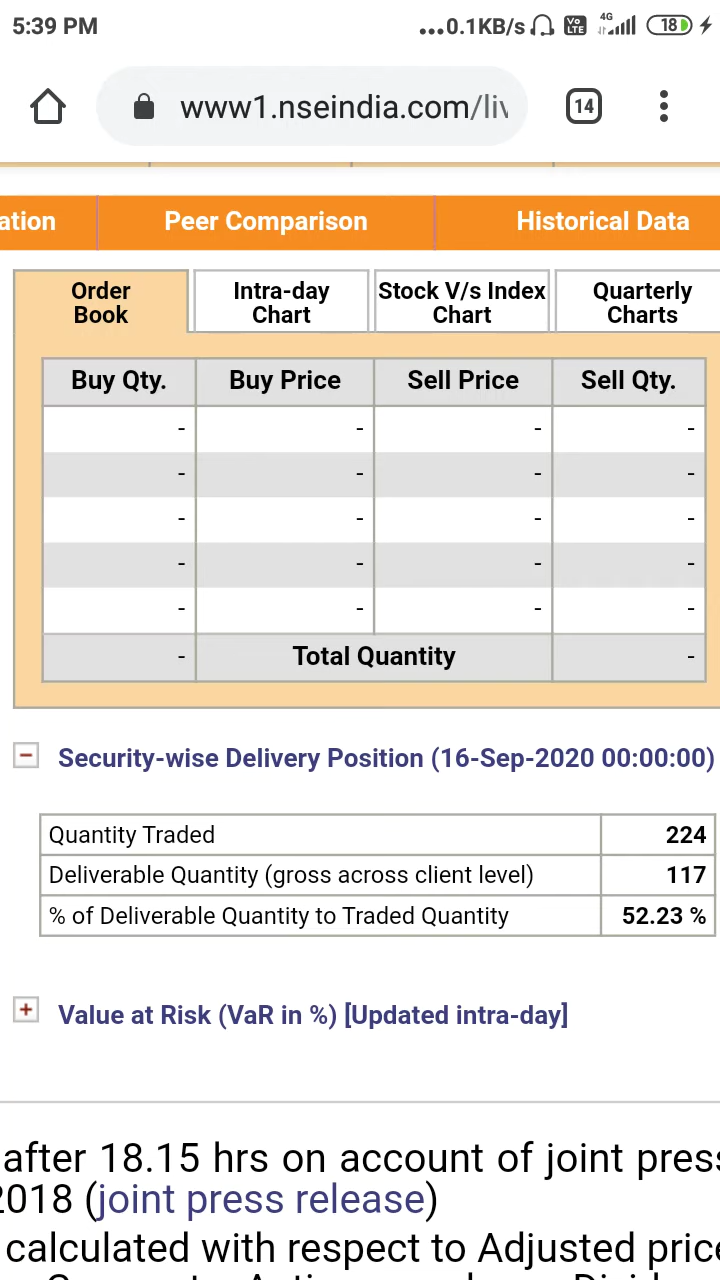 5:39 PM ...0.1KB/s Vo LTE 4G 18
www1.nseindia.com/liv 14
ation Peer Comparison Historical Data
Order Book Intra-day Chart Stock V/s Index Chart Quarterly Charts
Buy Qty. Buy Price Sell Price Sell Qty.
- - - -
- - - -
- - - -
- - - -
- - - -
- Total Quantity -
− Security-wise Delivery Position (16-Sep-2020 00:00:00)
Quantity Traded 224
Deliverable Quantity (gross across client level) 117
% of Deliverable Quantity to Traded Quantity 52.23 %
+ Value at Risk (VaR in %) [Updated intra-day]
after 18.15 hrs on account of joint press
2018 (joint press release)
calculated with respect to Adjusted price